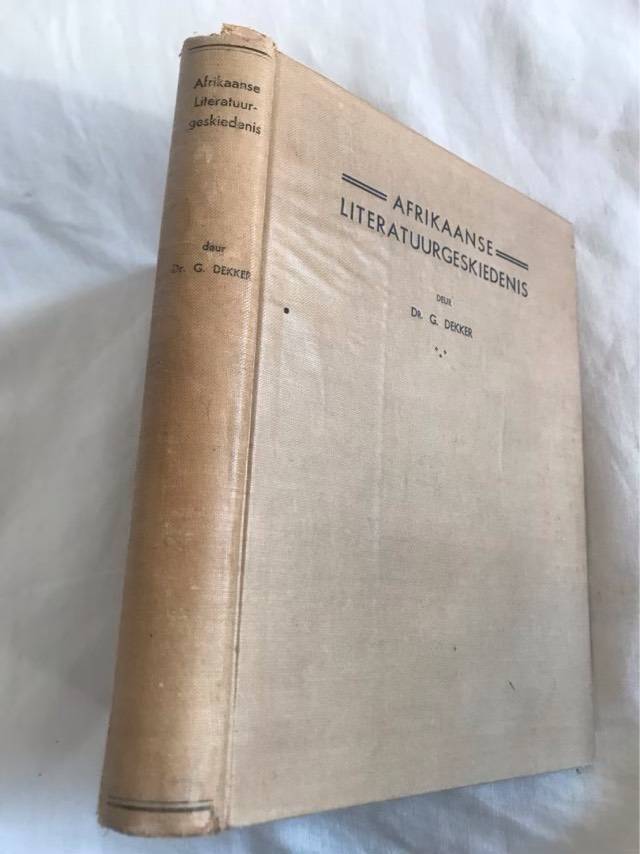 Afrikaanse
Literatuur-
geskiedenis
deur
Dr. G. DEKKER
AFRIKAANSE
LITERATUURGESKIEDENIS
DEUR
DR. G. DEKKER